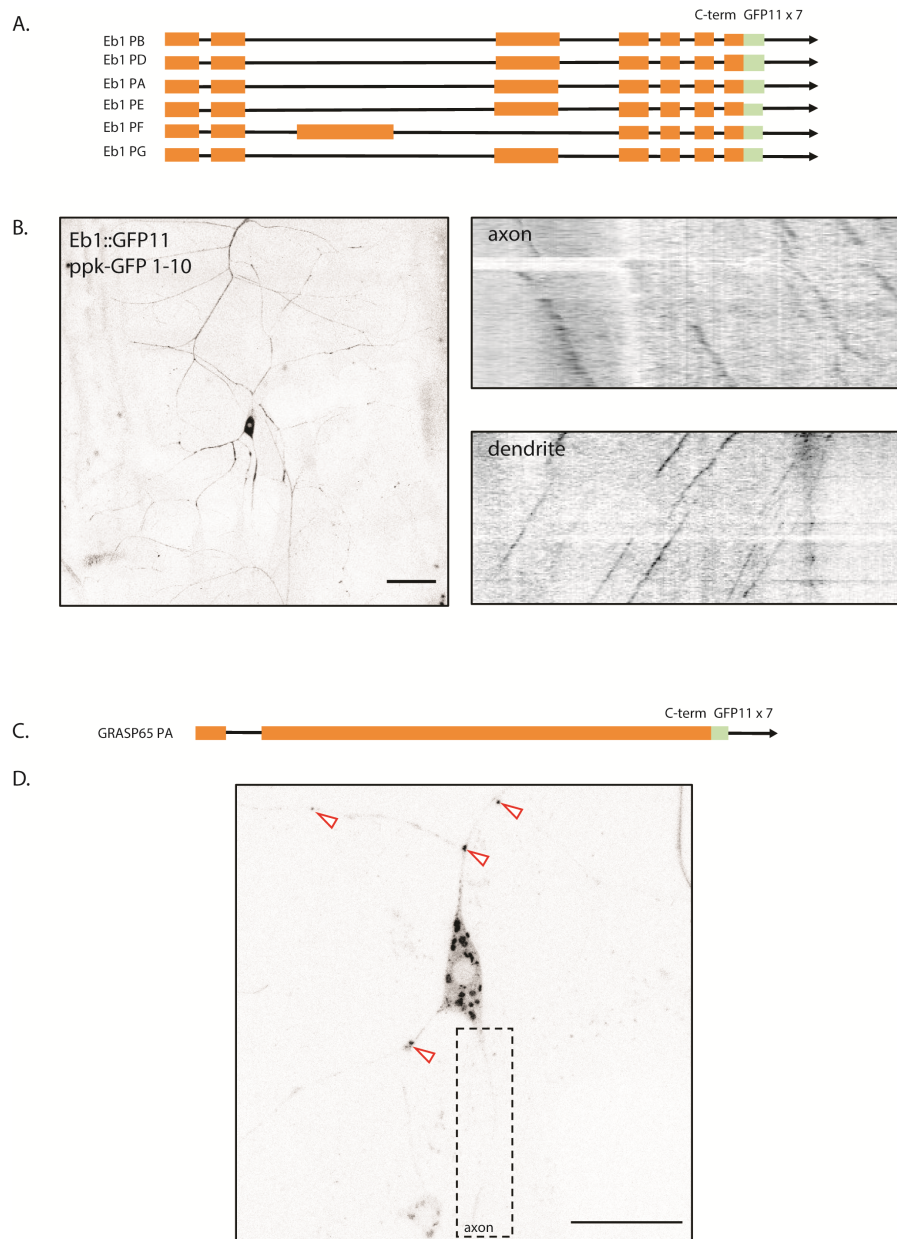 A.
C-term GFP11 x 7
Eb1 PB
Eb1 PD
Eb1 PA
Eb1 PE
Eb1 PF
Eb1 PG
B.
Eb1::GFP11
ppk-GFP 1-10
axon
dendrite
C-term GFP11 x 7
C.
GRASP65 PA
D.
axon